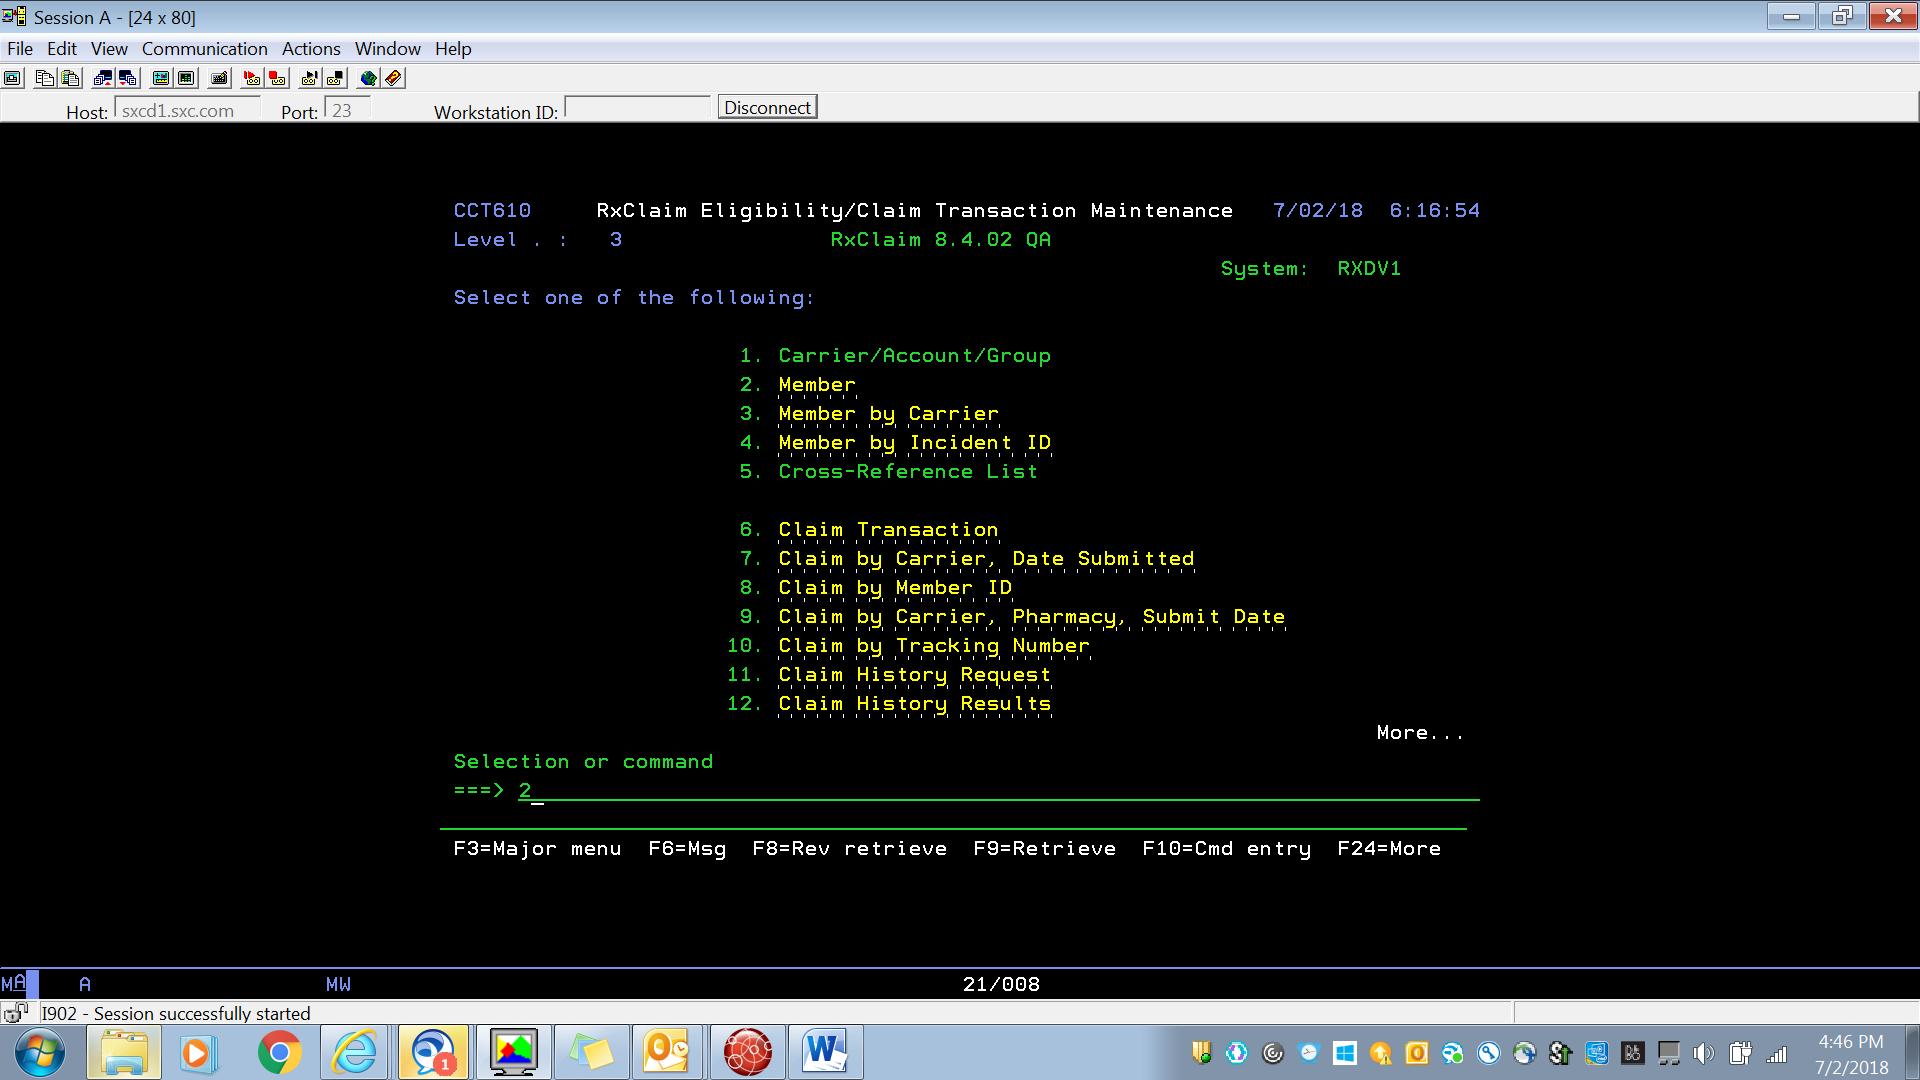 Session A - [24 x 80]
File Edit View Communication Actions Window Help
Host: sxcd1.sxc.com Port: 23 Workstation ID: Disconnect
CCT610 RxClaim Eligibility/Claim Transaction Maintenance 7/02/18 6:16:54
Level . : 3 RxClaim 8.4.02 QA
System: RXDV1
Select one of the following:
1. Carrier/Account/Group
2. Member
3. Member by Carrier
4. Member by Incident ID
5. Cross-Reference List
6. Claim Transaction
7. Claim by Carrier, Date Submitted
8. Claim by Member ID
9. Claim by Carrier, Pharmacy, Submit Date
10. Claim by Tracking Number
11. Claim History Request
12. Claim History Results
More...
Selection or command
===> 2
F3=Major menu F6=Msg F8=Rev retrieve F9=Retrieve F10=Cmd entry F24=More
MA A MW 21/008
I902 - Session successfully started
1
4:46 PM
7/2/2018